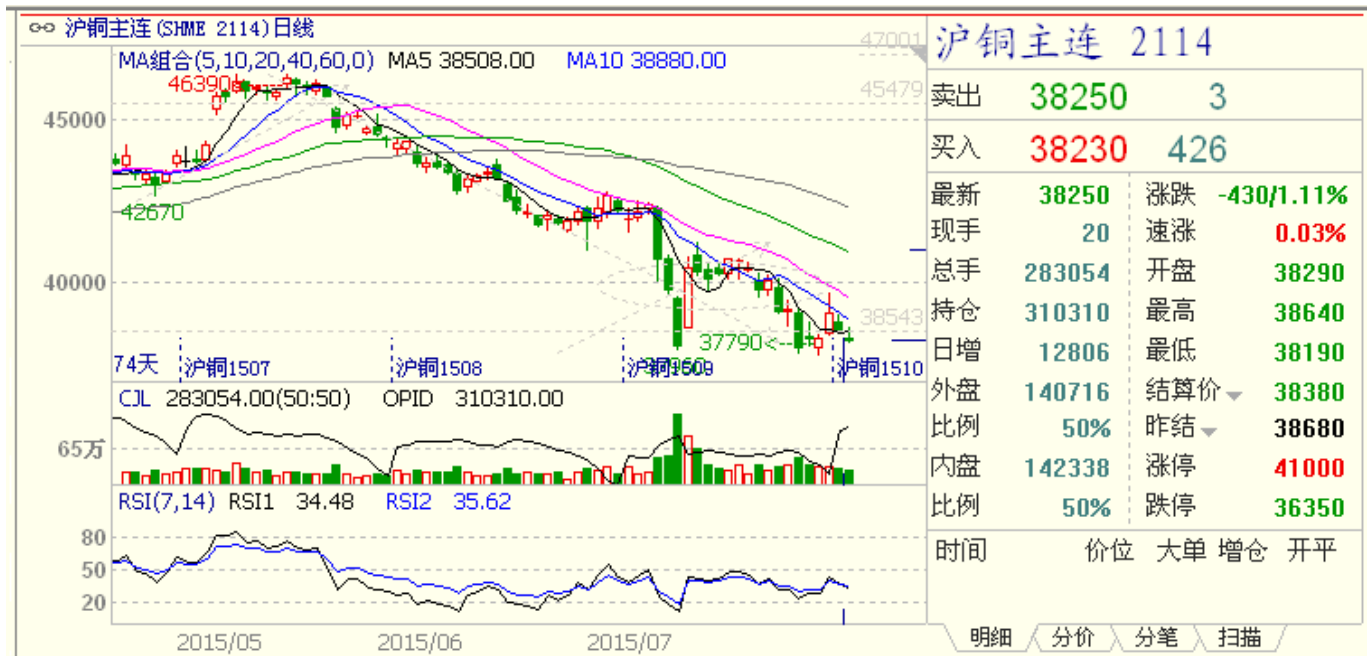 沪铜主连(SHME 2114)日线
MA组合(5,10,20,40,60,0) MA5 38508.00 MA10 38880.00
47001
46390
45479
45000
42670
40000
38543
37790<--
74天 沪铜1507 沪铜1508 沪铜1509 沪铜1510
CJL 283054.00(50:50) OPID 310310.00
65万
RSI(7,14) RSI1 34.48 RSI2 35.62
80
50
20
2015/05 2015/06 2015/07
沪铜主连 2114
卖出 38250 3
买入 38230 426
最新 38250 涨跌 -430/1.11%
现手 20 速涨 0.03%
总手 283054 开盘 38290
持仓 310310 最高 38640
日增 12806 最低 38190
外盘 140716 结算价 38380
比例 50% 昨结 38680
内盘 142338 涨停 41000
比例 50% 跌停 36350
时间 价位 大单 增仓 开平
明细 分价 分笔 扫描